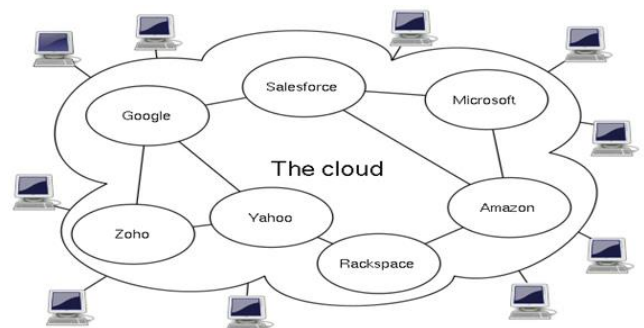 Salesforce
Microsoft
Google
The cloud
Amazon
Yahoo
Zoho
Rackspace